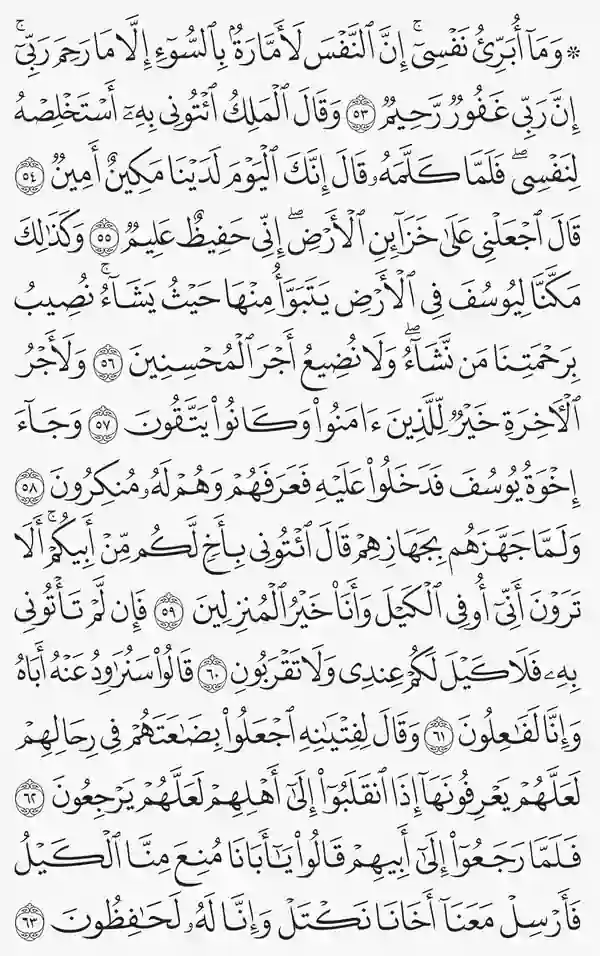 ۞ وَمَآ أُبَرِّئُ نَفْسِىٓۚ إِنَّ ٱلنَّفْسَ لَأَمَّارَةُۢ بِٱلسُّوٓءِ إِلَّا مَا رَحِمَ رَبِّىٓۚ
إِنَّ رَبِّى غَفُورٌ رَّحِيمٌ ٥٣ وَقَالَ ٱلْمَلِكُ ٱئْتُونِى بِهِۦٓ أَسْتَخْلِصْهُ
لِنَفْسِىۖ فَلَمَّا كَلَّمَهُۥ قَالَ إِنَّكَ ٱلْيَوْمَ لَدَيْنَا مَكِينٌ أَمِينٌ ٥٤
قَالَ ٱجْعَلْنِى عَلَىٰ خَزَآئِنِ ٱلْأَرْضِۖ إِنِّى حَفِيظٌ عَلِيمٌ ٥٥ وَكَذَٰلِكَ
مَكَّنَّا لِيُوسُفَ فِى ٱلْأَرْضِ يَتَبَوَّأُ مِنْهَا حَيْثُ يَشَآءُۚ نُصِيبُ
بِرَحْمَتِنَا مَن نَّشَآءُۖ وَلَا نُضِيعُ أَجْرَ ٱلْمُحْسِنِينَ ٥٦ وَلَأَجْرُ
ٱلْـَٔاخِرَةِ خَيْرٌ لِّلَّذِينَ ءَامَنُوا۟ وَكَانُوا۟ يَتَّقُونَ ٥٧ وَجَآءَ
إِخْوَةُ يُوسُفَ فَدَخَلُوا۟ عَلَيْهِ فَعَرَفَهُمْ وَهُمْ لَهُۥ مُنكِرُونَ ٥٨
وَلَمَّا جَهَّزَهُم بِجَهَازِهِمْ قَالَ ٱئْتُونِى بِأَخٍ لَّكُم مِّنْ أَبِيكُمْۚ أَلَا
تَرَوْنَ أَنِّىٓ أُوفِى ٱلْكَيْلَ وَأَنَا۠ خَيْرُ ٱلْمُنزِلِينَ ٥٩ فَإِن لَّمْ تَأْتُونِى
بِهِۦ فَلَا كَيْلَ لَكُمْ عِندِى وَلَا تَقْرَبُونِ ٦٠ قَالُوا۟ سَنُرَٰوِدُ عَنْهُ أَبَاهُ
وَإِنَّا لَفَٰعِلُونَ ٦١ وَقَالَ لِفِتْيَٰنِهِ ٱجْعَلُوا۟ بِضَٰعَتَهُمْ فِى رِحَالِهِمْ
لَعَلَّهُمْ يَعْرِفُونَهَآ إِذَا ٱنقَلَبُوٓا۟ إِلَىٰٓ أَهْلِهِمْ لَعَلَّهُمْ يَرْجِعُونَ ٦٢
فَلَمَّا رَجَعُوٓا۟ إِلَىٰٓ أَبِيهِمْ قَالُوا۟ يَٰٓأَبَانَا مُنِعَ مِنَّا ٱلْكَيْلُ
فَأَرْسِلْ مَعَنَآ أَخَانَا نَكْتَلْ وَإِنَّا لَهُۥ لَحَٰفِظُونَ ٦٣